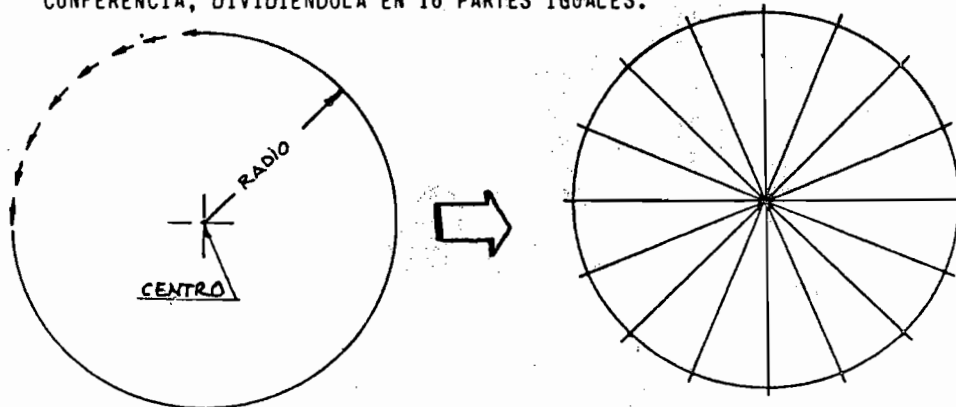 CONFERENCIA, DIVIDIENDOLA EN 16 PARTES IGUALES.
RADIO
CENTRO